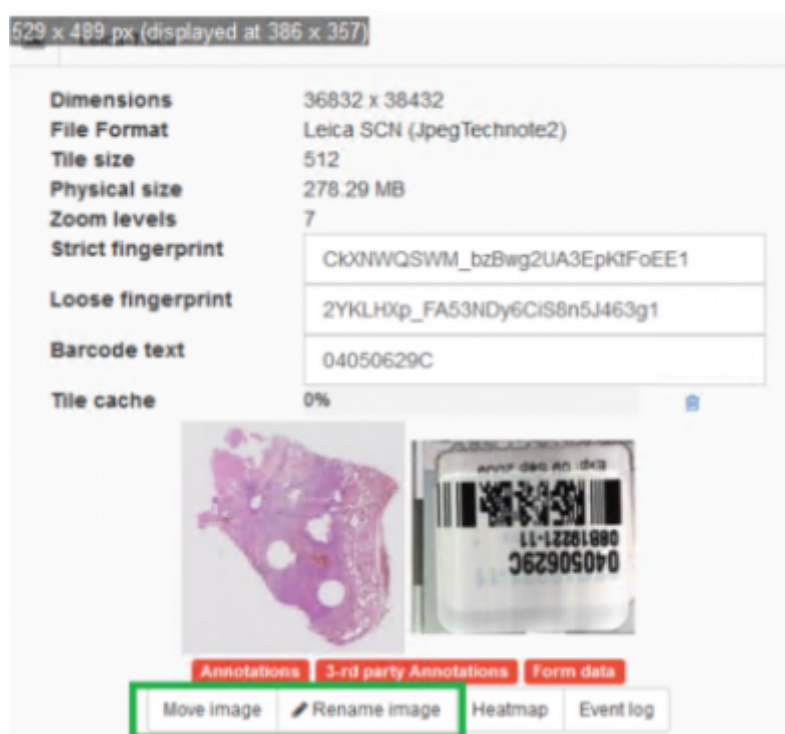 529 x 489 px (displayed at 386 x 357)
Dimensions 36832 x 38432
File Format Leica SCN (JpegTechnote2)
Tile size 512
Physical size 278.29 MB
Zoom levels 7
Strict fingerprint CkXNWQSWM_bzBwg2UA3EpKtFoEE1
Loose fingerprint 2YKLHXp_FA53NDy6CiS8n5J463g1
Barcode text 04050629C
Tile cache 0%
08819221-11
04050629C
Annotations 3-rd party Annotations Form data
Move image Rename image Heatmap Event log